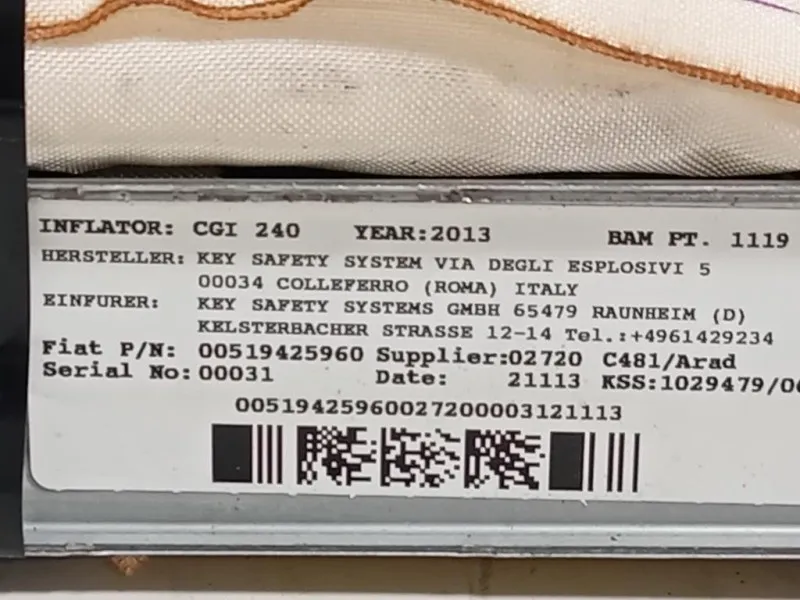 INFLATOR: CGI 240 YEAR:2013 BAM PT. 1119
HERSTELLER: KEY SAFETY SYSTEM VIA DEGLI ESPLOSIVI 5
00034 COLLEFERRO (ROMA) ITALY
EINFURER: KEY SAFETY SYSTEMS GMBH 65479 RAUNHEIM (D)
KELSTERBACHER STRASSE 12-14 Tel.:+4961429234
Fiat P/N: 00519425960 Supplier:02720 C481/Arad
Serial No: 00031 Date: 21113 KSS:1029479/0
00519425960027200003121113